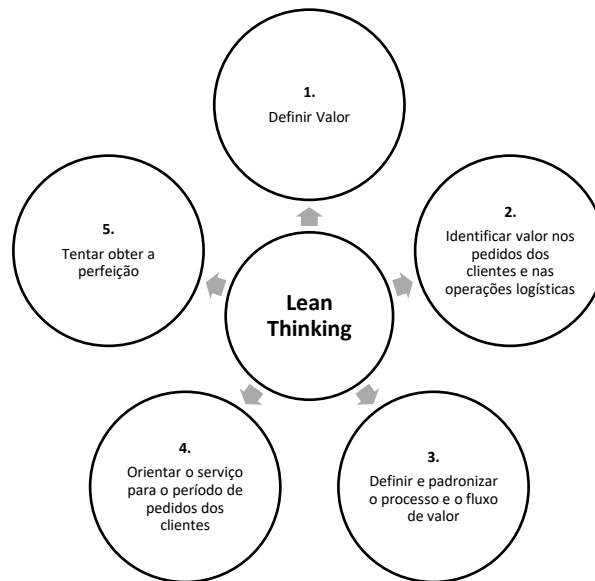 1.
Definir Valor
2.
Identificar valor nos
pedidos dos
clientes e nas
operações logísticas
3.
Definir e padronizar
o processo e o fluxo
de valor
4.
Orientar o serviço
para o período de
pedidos dos
clientes
5.
Tentar obter a
perfeição
Lean
Thinking